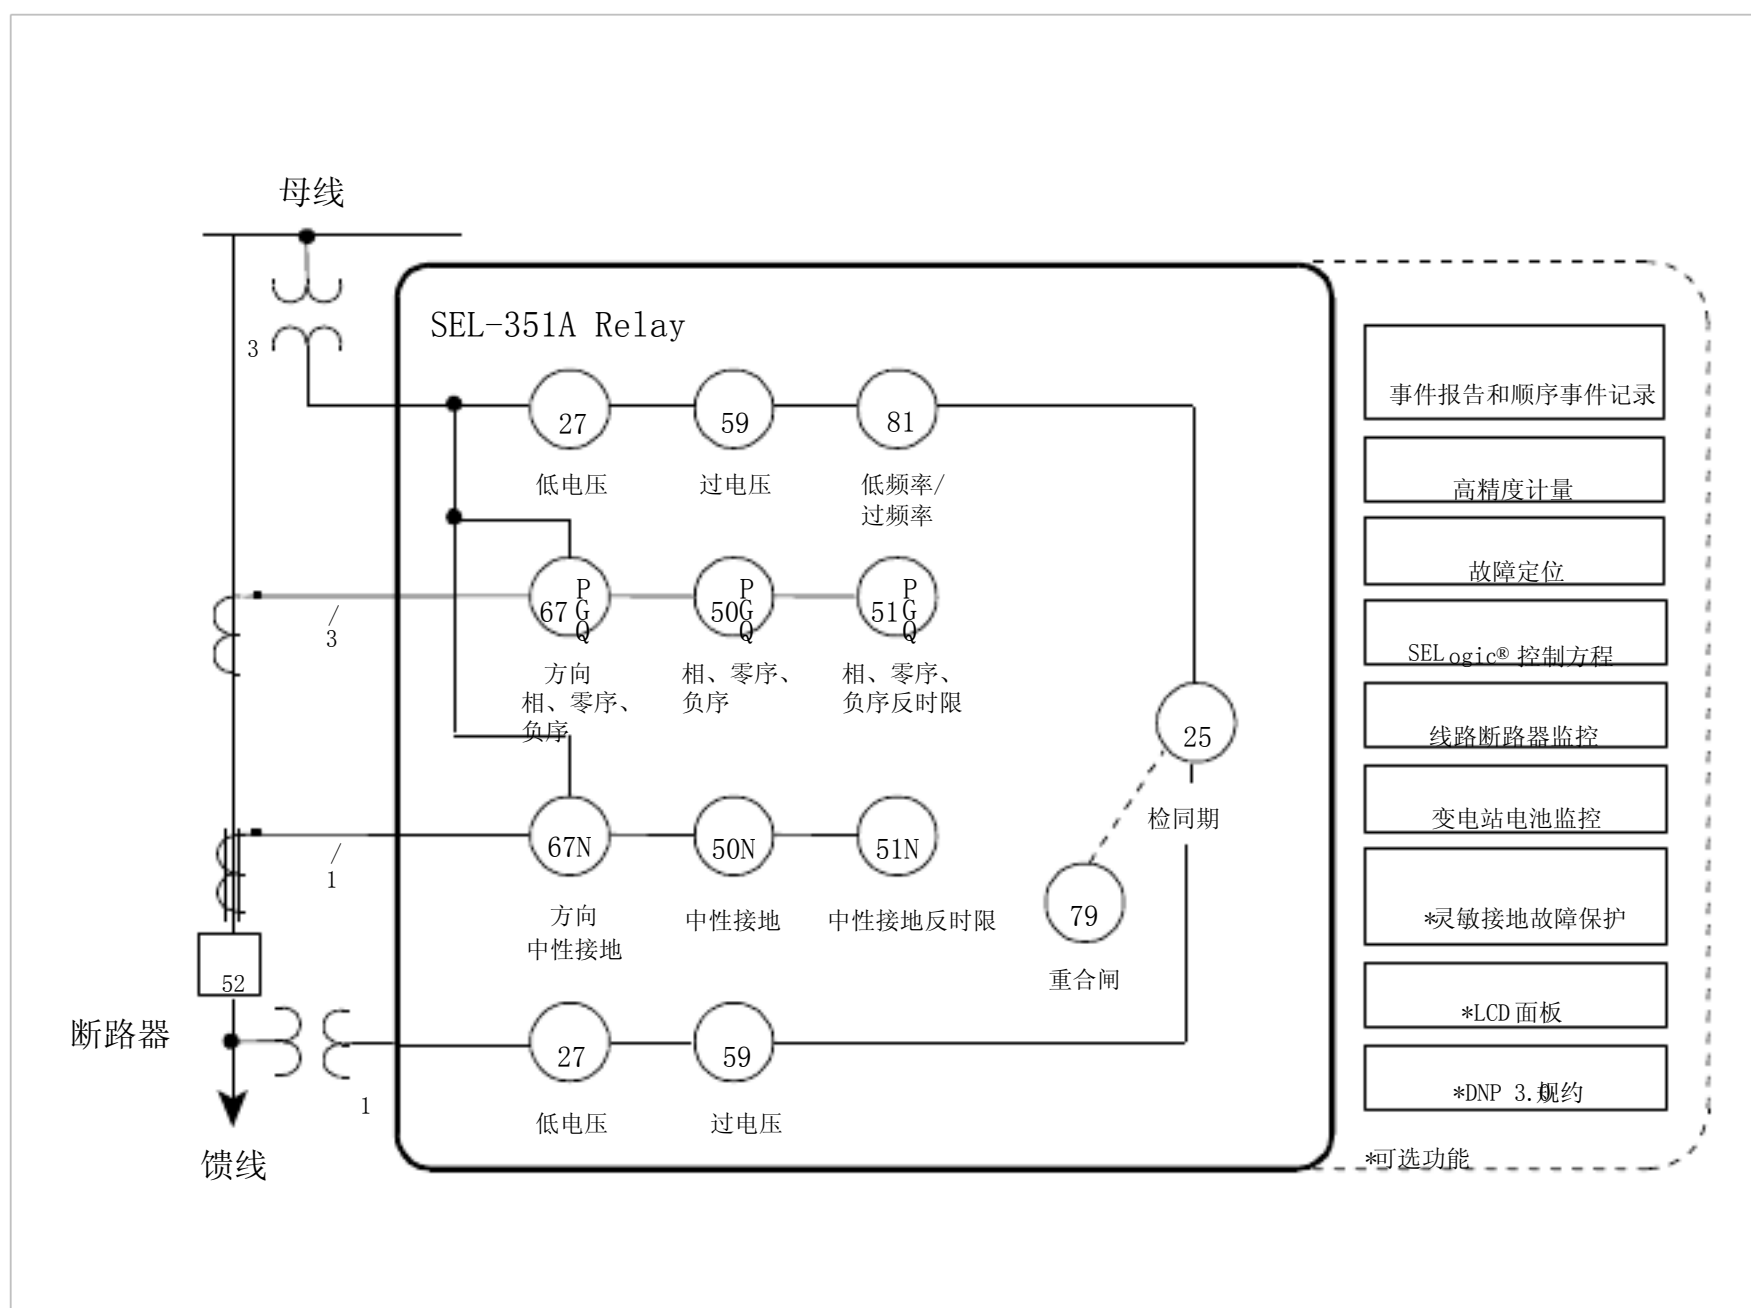 母线
3
SEL-351A Relay
27
59
81
低电压
过电压
低频率/
过频率
/
3
67
P
G
Q
50
P
G
Q
51
P
G
Q
方向
相、零序、
负序
相、零序、
负序
相、零序、
负序反时限
25
检同期
/
1
67N
50N
51N
方向
中性接地
中性接地
中性接地反时限
79
重合闸
52
断路器
27
59
1
低电压
过电压
馈线
事件报告和顺序事件记录
高精度计量
故障定位
SELogic® 控制方程
线路断路器监控
变电站电池监控
*灵敏接地故障保护
*LCD 面板
*DNP 3.0规约
*可选功能